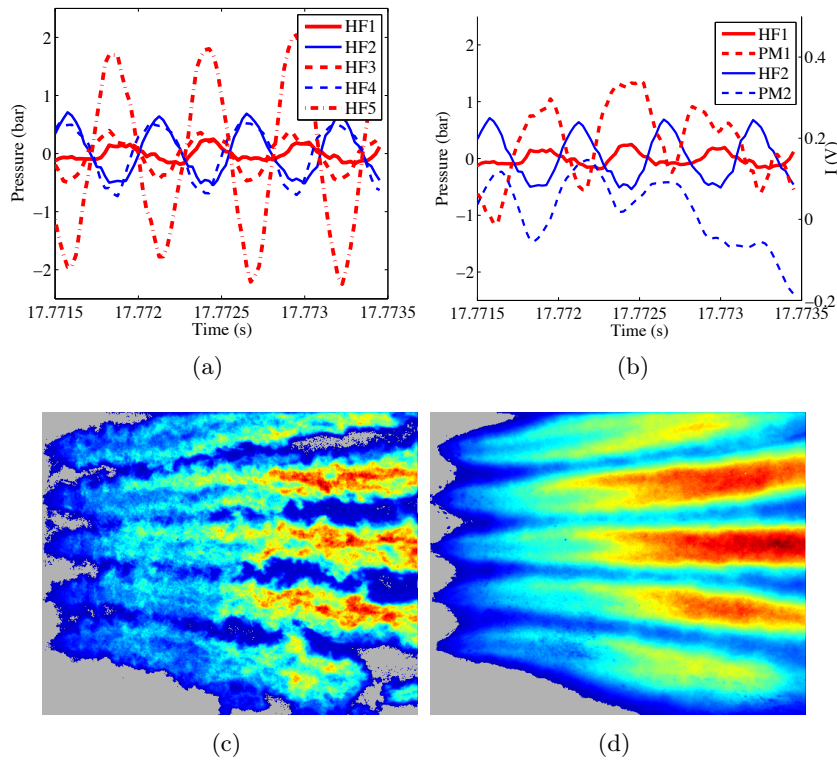 2
1
0
−1
−2
Pressure (bar)
HF1
HF2
HF3
HF4
HF5
17.7715 17.772 17.7725 17.773 17.7735
Time (s)
(a)
2
1
0
−1
−2
Pressure (bar)
HF1
PM1
HF2
PM2
0.4
0.2
0
−0.2
I (V)
17.7715 17.772 17.7725 17.773 17.7735
Time (s)
(b)
(c)
(d)